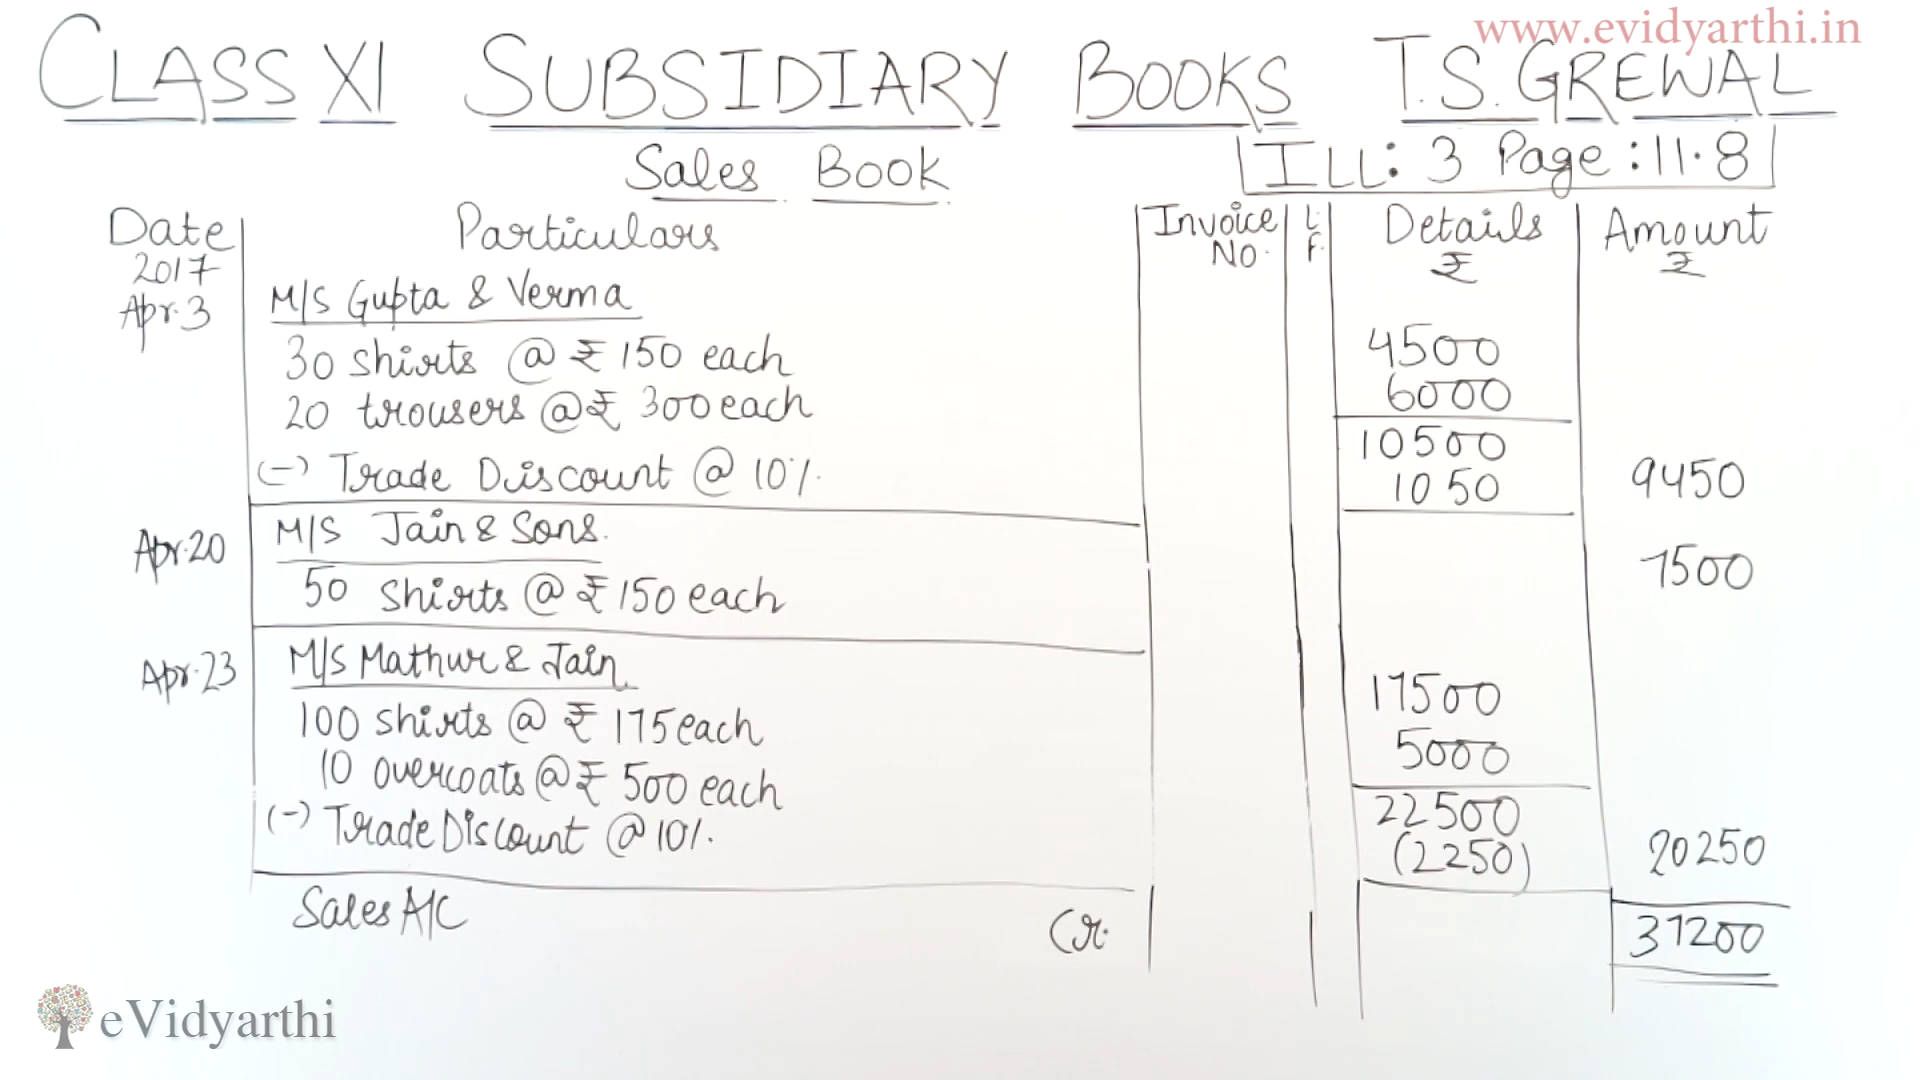 www.evidyarthi.in
CLASS XI SUBSIDIARY BOOKS T.S. GREWAL
Sales Book
ILL: 3 Page :11.8
Date Particulars Invoice No. L.F. Details ₹ Amount ₹
2017
Apr.3 M/S Gupta & Verma
30 shirts @ ₹ 150 each 4500
20 trousers @ ₹ 300 each 6000
10500
(-) Trade Discount @ 10% 1050 9450
Apr.20 M/S Jain & Sons.
50 shirts @ ₹ 150 each 7500
Apr.23 M/S Mathur & Jain
100 shirts @ ₹ 175 each 17500
10 overcoats @ ₹ 500 each 5000
22500
(-) Trade Discount @ 10%. (2250) 20250
Sales A/C Cr. 37200
eVidyarthi